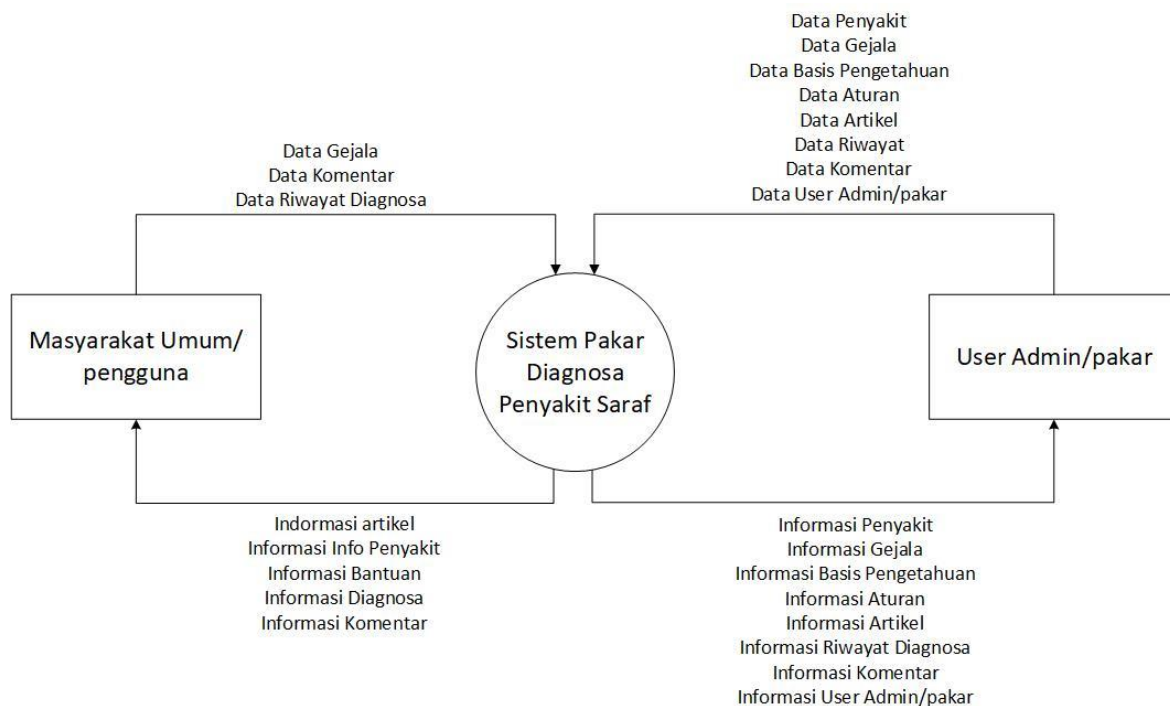 Data Penyakit
Data Gejala
Data Basis Pengetahuan
Data Aturan
Data Artikel
Data Riwayat
Data Komentar
Data User Admin/pakar
Data Gejala
Data Komentar
Data Riwayat Diagnosa
Masyarakat Umum/
pengguna
Sistem Pakar
Diagnosa
Penyakit Saraf
User Admin/pakar
Indormasi artikel
Informasi Info Penyakit
Informasi Bantuan
Informasi Diagnosa
Informasi Komentar
Informasi Penyakit
Informasi Gejala
Informasi Basis Pengetahuan
Informasi Aturan
Informasi Artikel
Informasi Riwayat Diagnosa
Informasi Komentar
Informasi User Admin/pakar